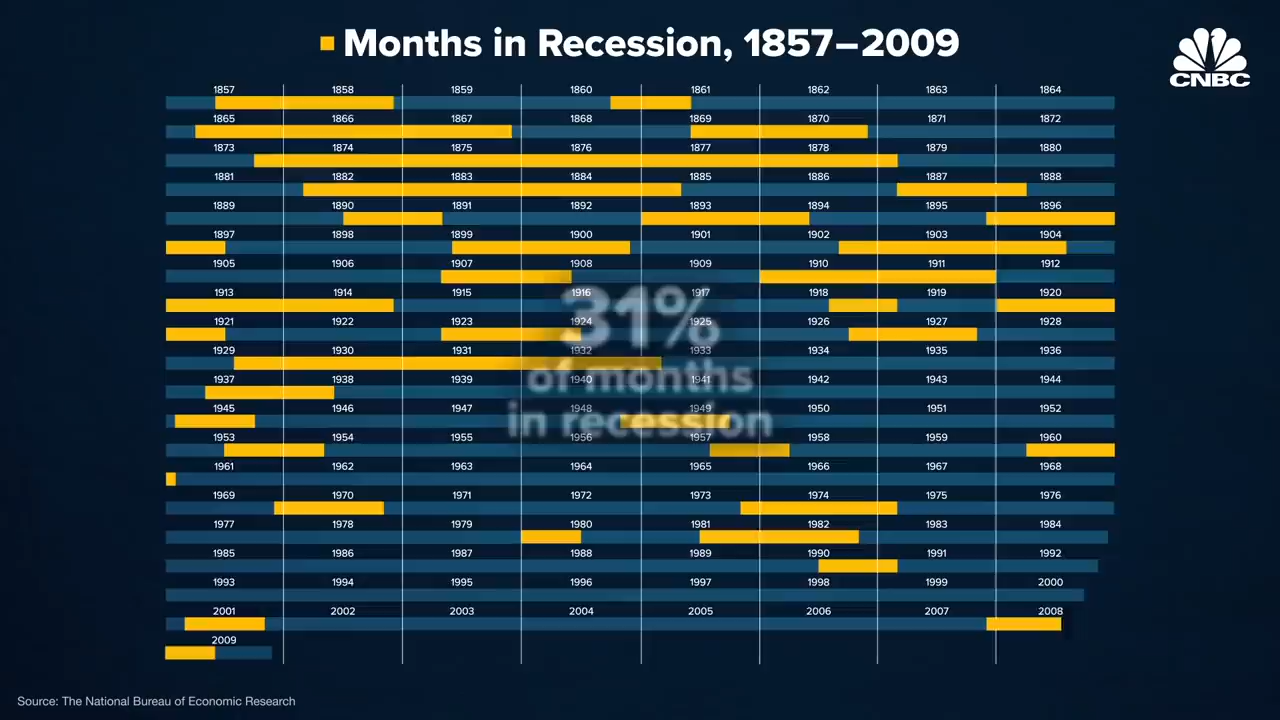 Months in Recession, 1857–2009
CNBC
1857 1858 1859 1860 1861 1862 1863 1864
1865 1866 1867 1868 1869 1870 1871 1872
1873 1874 1875 1876 1877 1878 1879 1880
1881 1882 1883 1884 1885 1886 1887 1888
1889 1890 1891 1892 1893 1894 1895 1896
1897 1898 1899 1900 1901 1902 1903 1904
1905 1906 1907 1908 1909 1910 1911 1912
1913 1914 1915 1916 1917 1918 1919 1920
1921 1922 1923 1924 1925 1926 1927 1928
1929 1930 1931 1932 1933 1934 1935 1936
1937 1938 1939 1940 1941 1942 1943 1944
1945 1946 1947 1948 1949 1950 1951 1952
1953 1954 1955 1956 1957 1958 1959 1960
1961 1962 1963 1964 1965 1966 1967 1968
1969 1970 1971 1972 1973 1974 1975 1976
1977 1978 1979 1980 1981 1982 1983 1984
1985 1986 1987 1988 1989 1990 1991 1992
1993 1994 1995 1996 1997 1998 1999 2000
2001 2002 2003 2004 2005 2006 2007 2008
2009
31%
of months
in recession
Source: The National Bureau of Economic Research